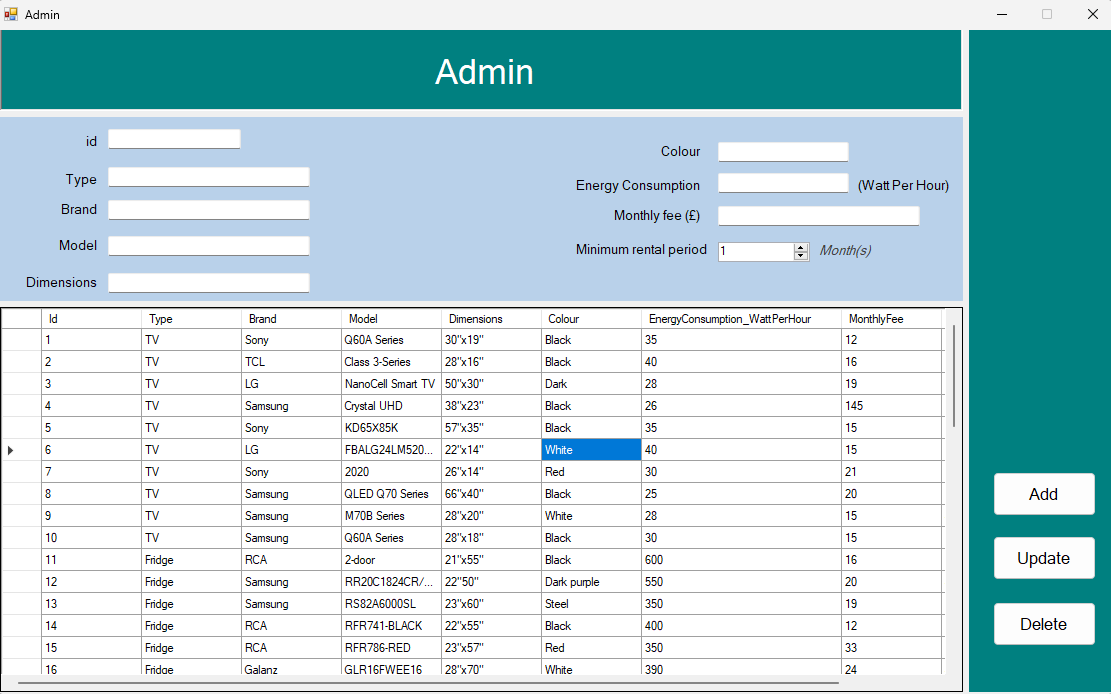 Admin
Admin
id
Type
Brand
Model
Dimensions
Colour
Energy Consumption (Watt Per Hour)
Monthly fee (£)
Minimum rental period 1 Month(s)
Id Type Brand Model Dimensions Colour EnergyConsumption_WattPerHour MonthlyFee
1 TV Sony Q60A Series 30"x19" Black 35 12
2 TV TCL Class 3-Series 28"x16" Black 40 16
3 TV LG NanoCell Smart TV 50"x30" Dark 28 19
4 TV Samsung Crystal UHD 38"x23" Black 26 145
5 TV Sony KD65X85K 57"x35" Black 35 15
6 TV LG FBALG24LM520... 22"x14" White 40 15
7 TV Sony 2020 26"x14" Red 30 21
8 TV Samsung QLED Q70 Series 66"x40" Black 25 20
9 TV Samsung M70B Series 28"x20" White 28 15
10 TV Samsung Q60A Series 28"x18" Black 30 15
11 Fridge RCA 2-door 21"x55" Black 600 16
12 Fridge Samsung RR20C1824CR/... 22"50" Dark purple 550 20
13 Fridge Samsung RS82A6000SL 23"x60" Steel 350 19
14 Fridge RCA RFR741-BLACK 22"x55" Black 400 12
15 Fridge RCA RFR786-RED 23"x57" Red 350 33
16 Fridge Galanz GLR16FWEE16 28"x70" White 390 24
Add
Update
Delete